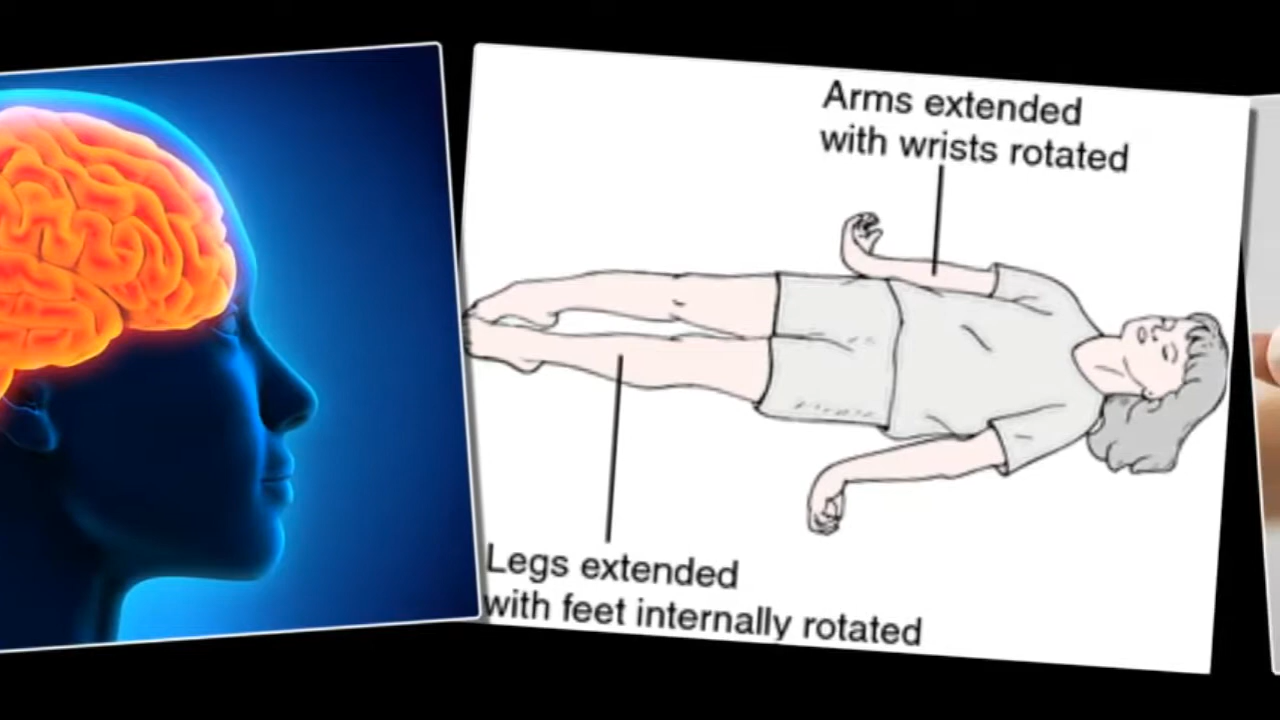 Arms extended
with wrists rotated
Legs extended
with feet internally rotated